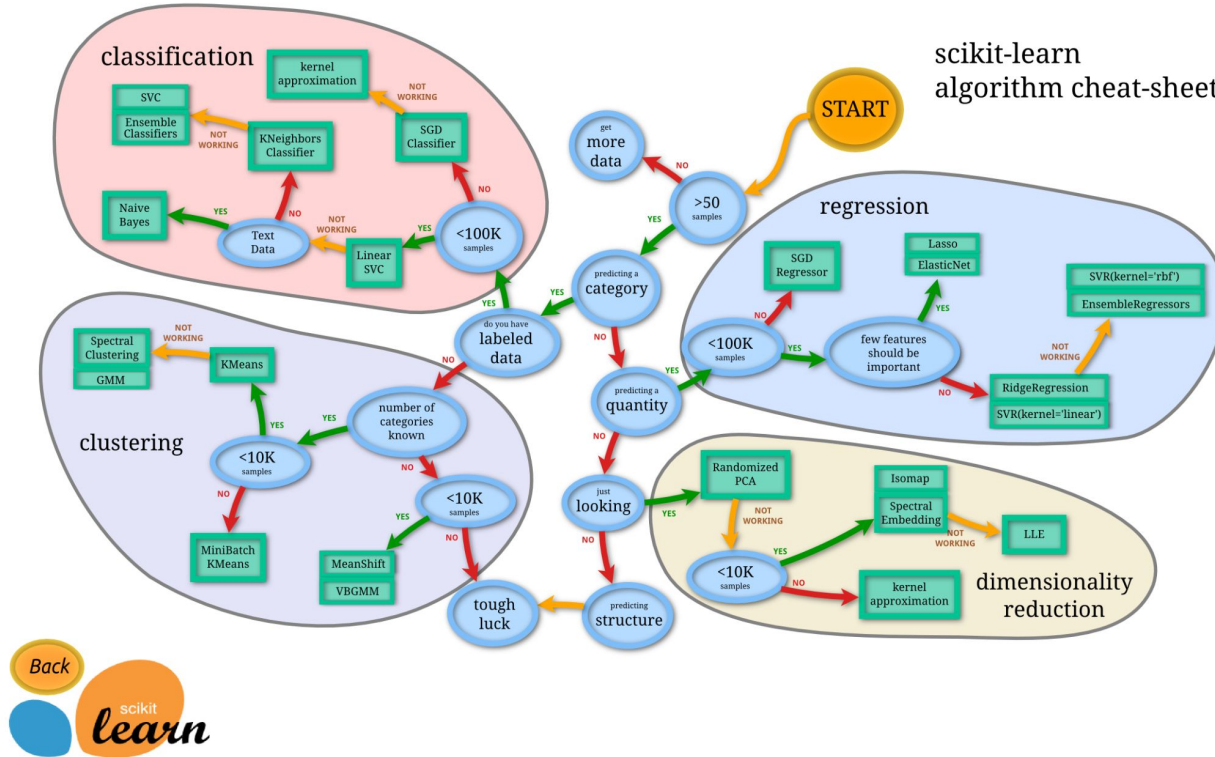 scikit-learn
algorithm cheat-sheet
START
get
more
data
NO
>50
samples
YES
predicting a
category
YES
NO
do you have
labeled
data
YES
NO
predicting a
quantity
YES
NO
just
looking
YES
NO
predicting
structure
tough
luck
classification
kernel
approximation
NOT
WORKING
SGD
Classifier
NO
<100K
samples
YES
Linear
SVC
NOT
WORKING
Text
Data
YES
Naive
Bayes
NO
KNeighbors
Classifier
NOT
WORKING
SVC
Ensemble
Classifiers
clustering
number of
categories
known
YES
NO
<10K
samples
YES
KMeans
NOT
WORKING
Spectral
Clustering
GMM
NO
MiniBatch
KMeans
<10K
samples
YES
MeanShift
VBGMM
NO
regression
<100K
samples
NO
SGD
Regressor
YES
few features
should be
important
YES
Lasso
ElasticNet
NO
RidgeRegression
SVR(kernel='linear')
NOT
WORKING
SVR(kernel='rbf')
EnsembleRegressors
dimensionality
reduction
Randomized
PCA
NOT
WORKING
<10K
samples
YES
Isomap
Spectral
Embedding
NOT
WORKING
LLE
NO
kernel
approximation
Back
scikit
learn